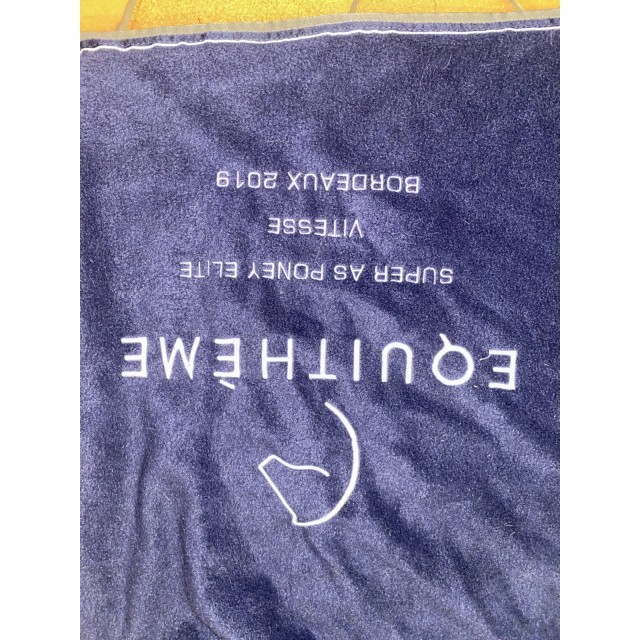 EQUITHÈME
SUPER AS PONEY ELITE
VITESSE
BORDEAUX 2019